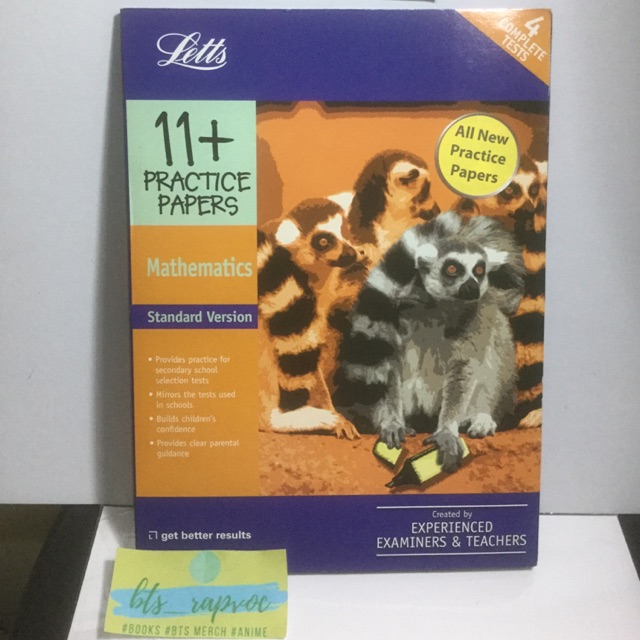 Letts
4
COMPLETE
TESTS
11+
PRACTICE
PAPERS
All New
Practice
Papers
Mathematics
Standard Version
• Provides practice for
secondary school
selection tests
• Mirrors the tests used
in schools
• Builds children's
confidence
• Provides clear parental
guidance
Created by
EXPERIENCED
EXAMINERS & TEACHERS
get better results
bts_rapvoc
#BOOKS #BTS MERCH #ANIME